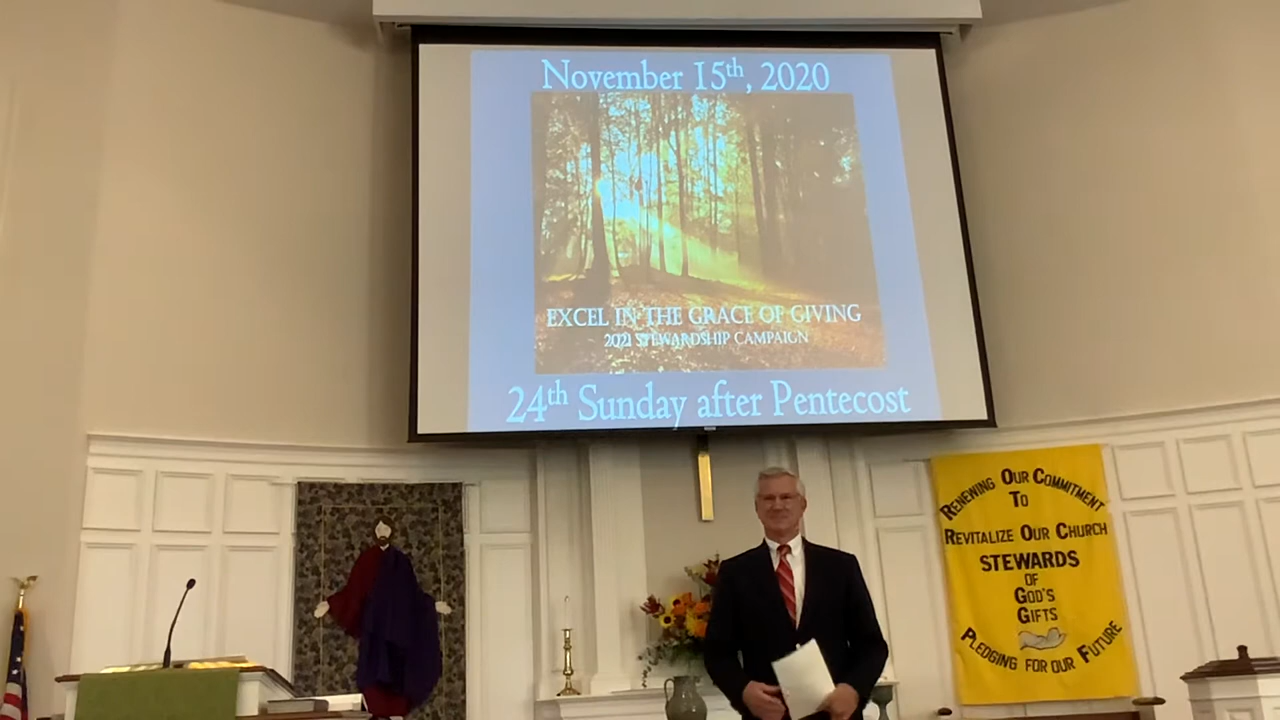 November 15th, 2020
EXCEL IN THE GRACE OF GIVING
2021 STEWARDSHIP CAMPAIGN
24th Sunday after Pentecost
RENEWING OUR COMMITMENT
TO
REVITALIZE OUR CHURCH
STEWARDS
OF
GOD'S
GIFTS
PLEDGING FOR OUR FUTURE